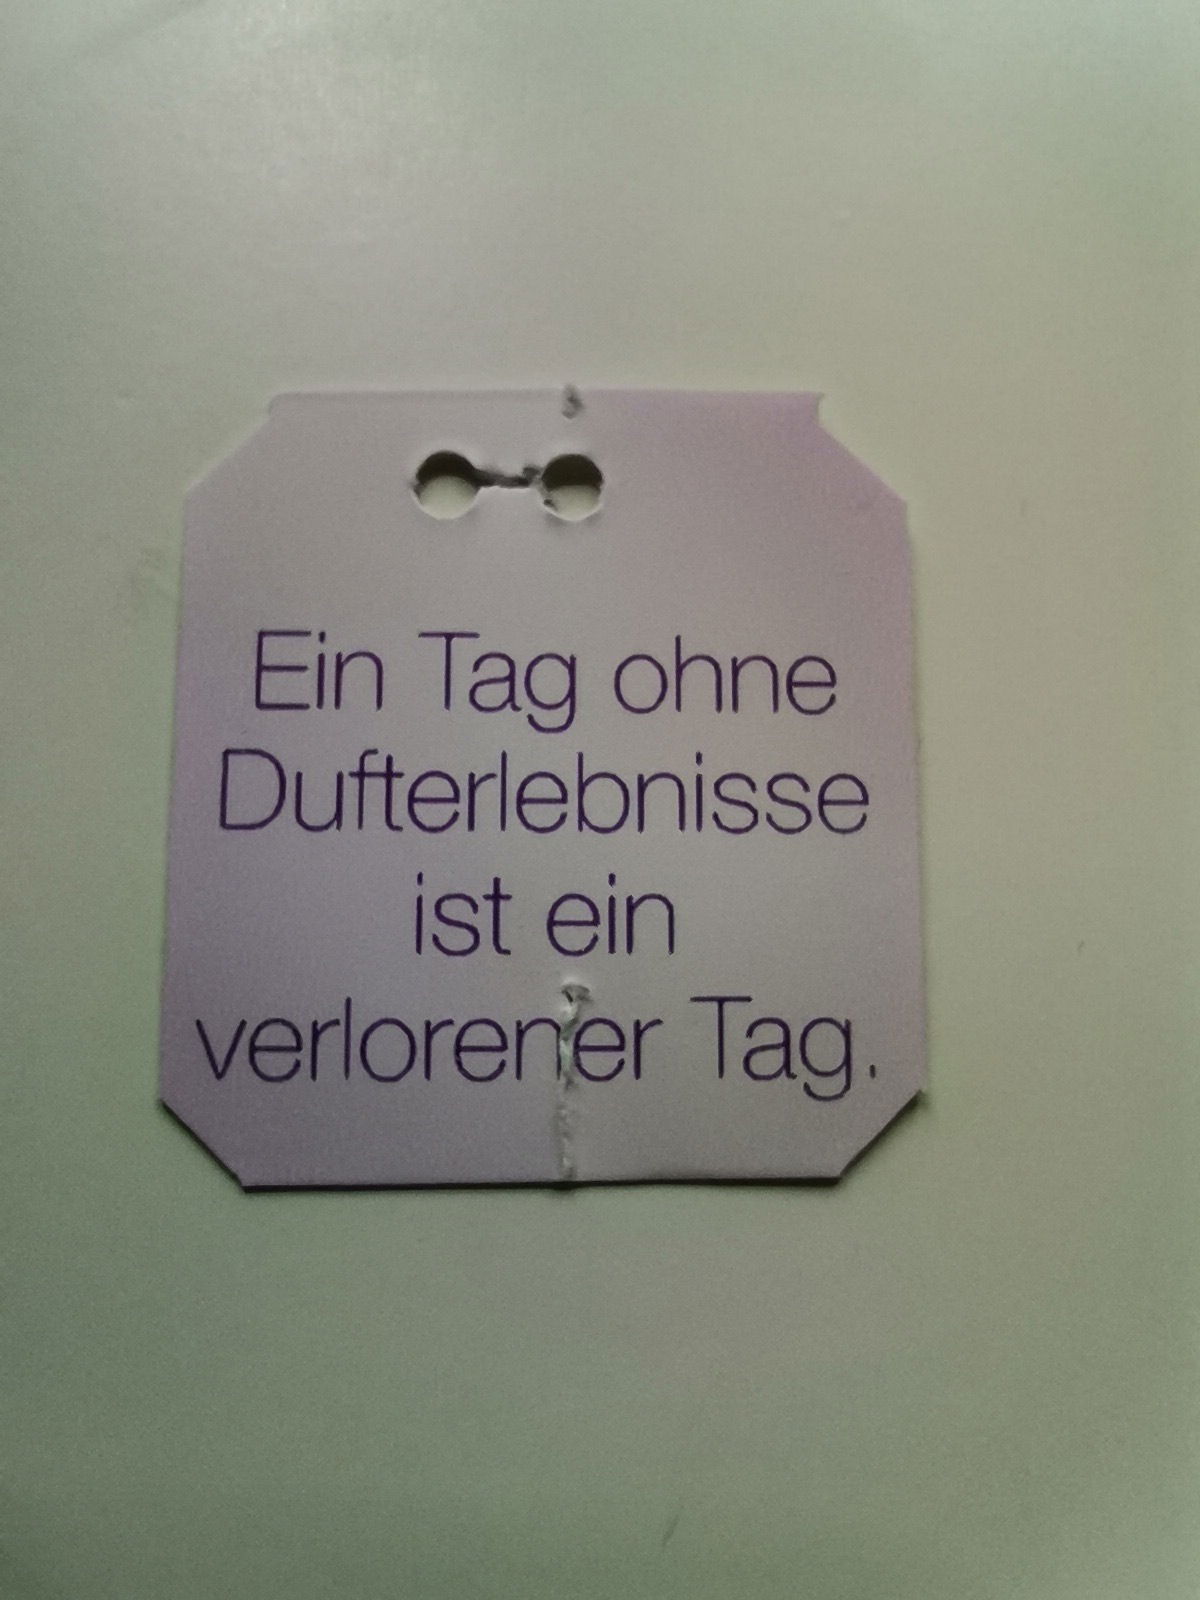 Ein Tag ohne
Dufterlebnisse
ist ein
verlorener Tag.